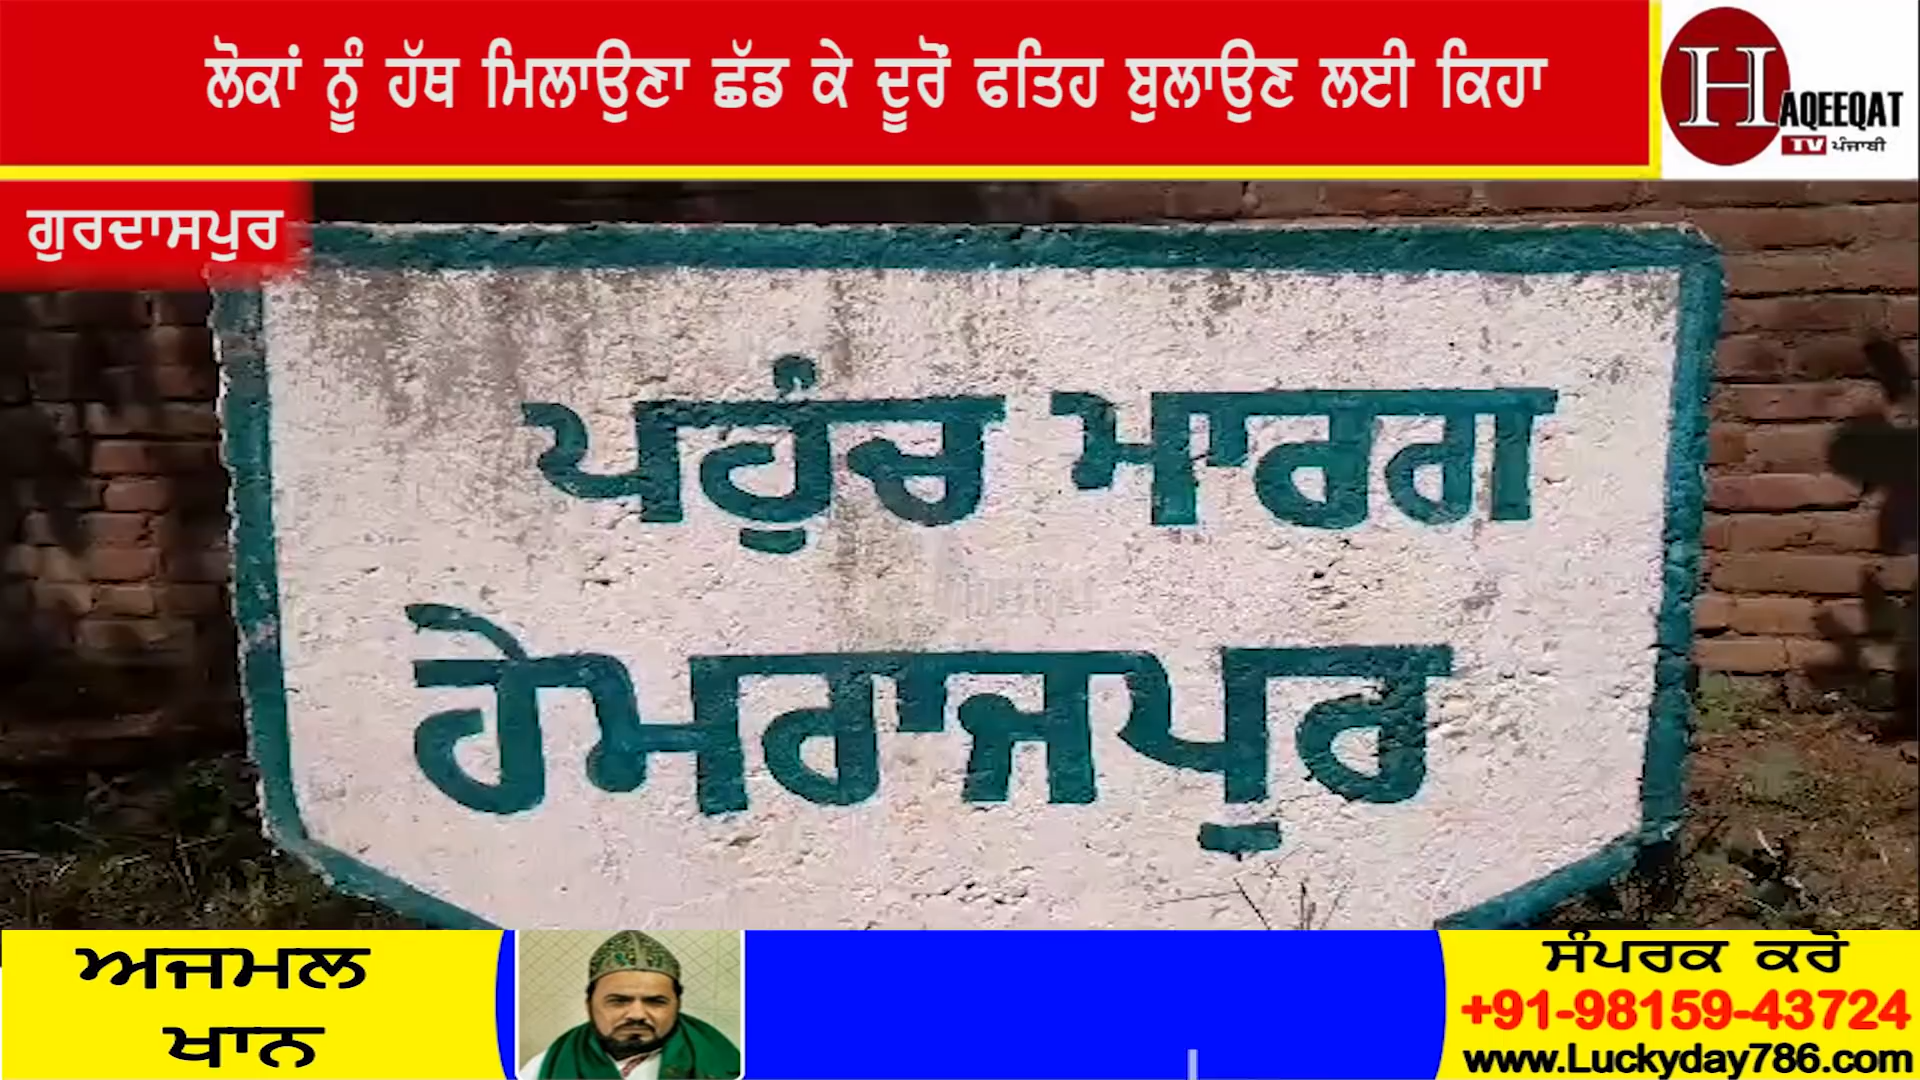 ਲੋਕਾਂ ਨੂੰ ਹੱਥ ਮਿਲਾਉਣਾ ਛੱਡ ਕੇ ਦੂਰੋਂ ਫਤਿਹ ਬੁਲਾਉਣ ਲਈ ਕਿਹਾ
HAQEEQAT
TV ਪੰਜਾਬੀ
ਗੁਰਦਾਸਪੁਰ
ਪਹੁੰਚ ਮਾਰਗ
ਹੇਮਰਾਜਪੁਰ
ਅਜਮਲ
ਖਾਨ
ਸੰਪਰਕ ਕਰੋ
+91-98159-43724
www.Luckyday786.com